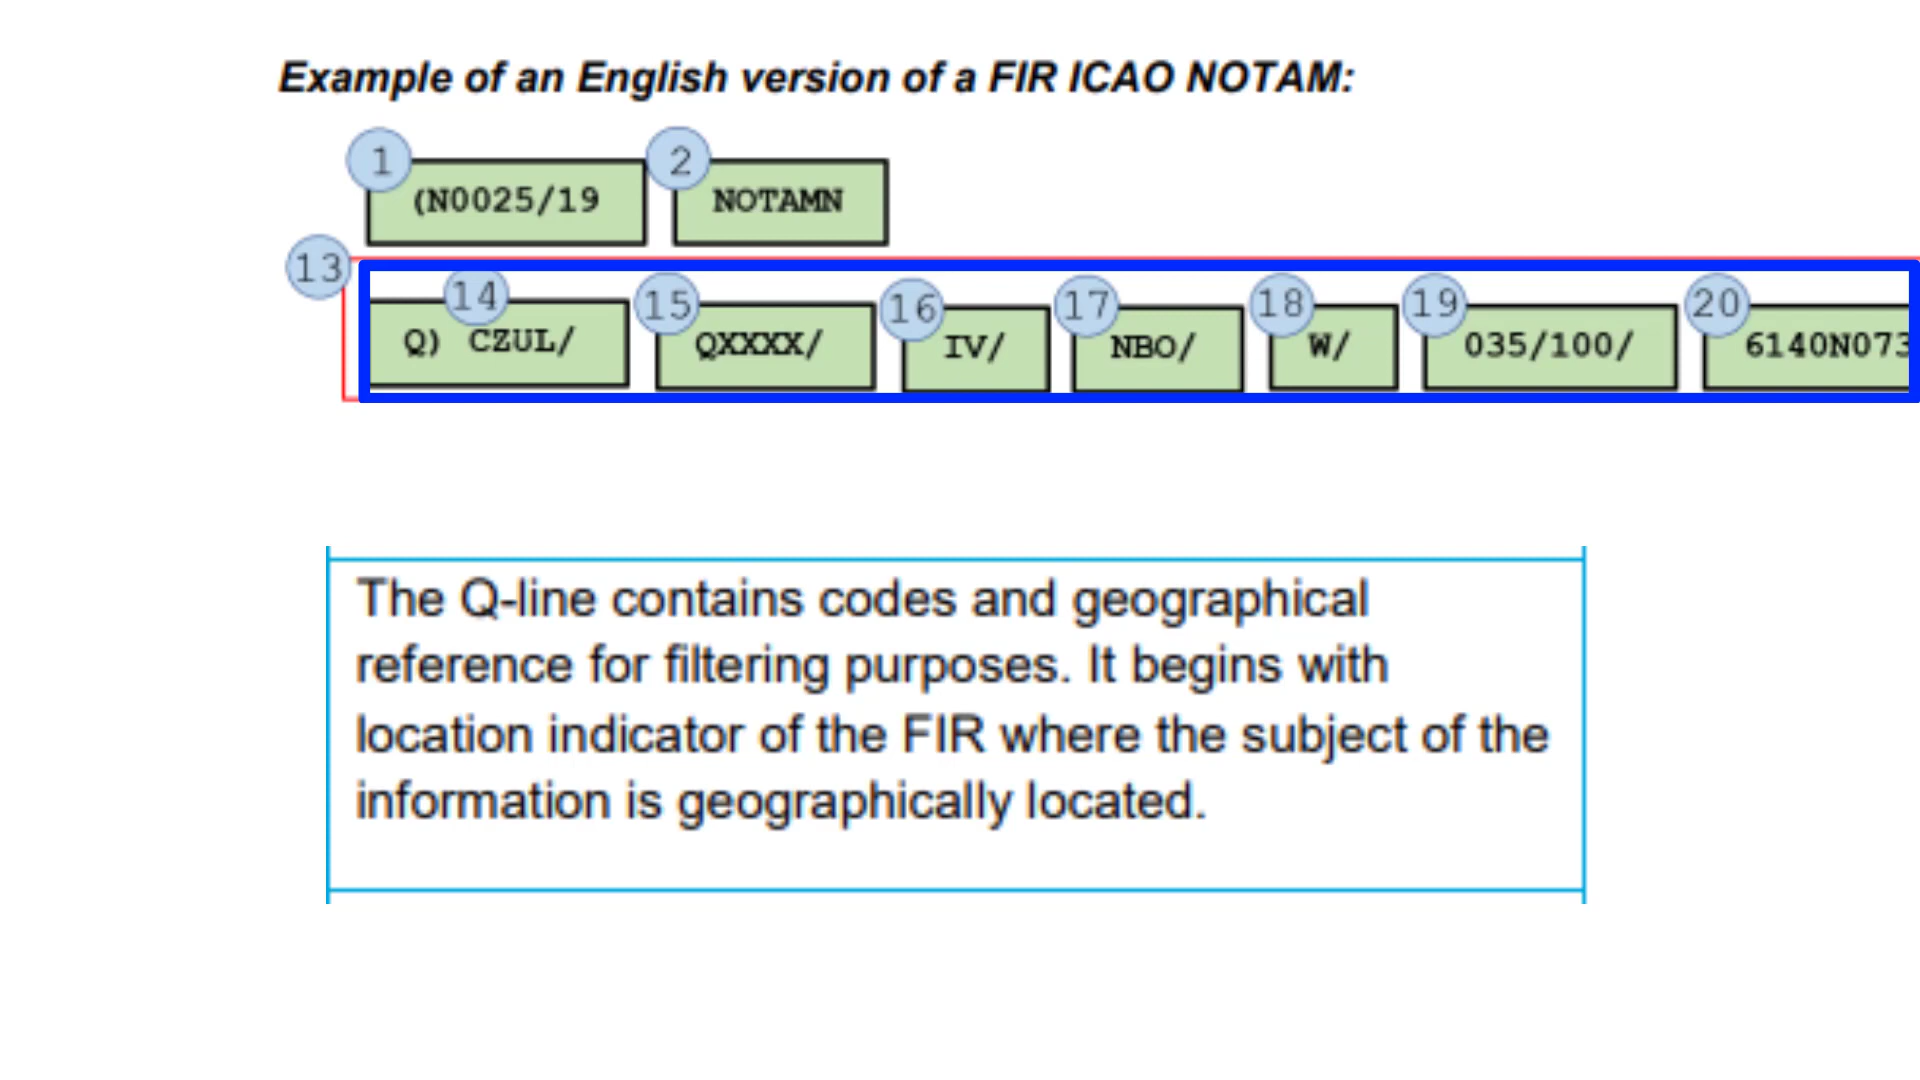 Example of an English version of a FIR ICAO NOTAM:
1 (N0025/19 2 NOTAMN
13
14 15 16 17 18 19 20
Q) CZUL/ QXXXX/ IV/ NBO/ W/ 035/100/ 6140N073
The Q-line contains codes and geographical
reference for filtering purposes. It begins with
location indicator of the FIR where the subject of the
information is geographically located.